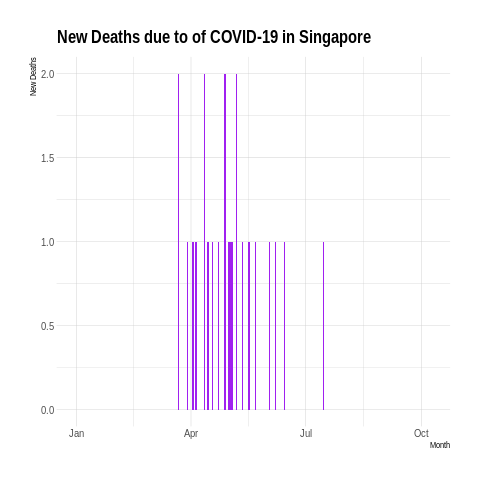 New Deaths due to of COVID-19 in Singapore
New Deaths
2.0
1.5
1.0
0.5
0.0
Jan Apr Jul Oct
Month